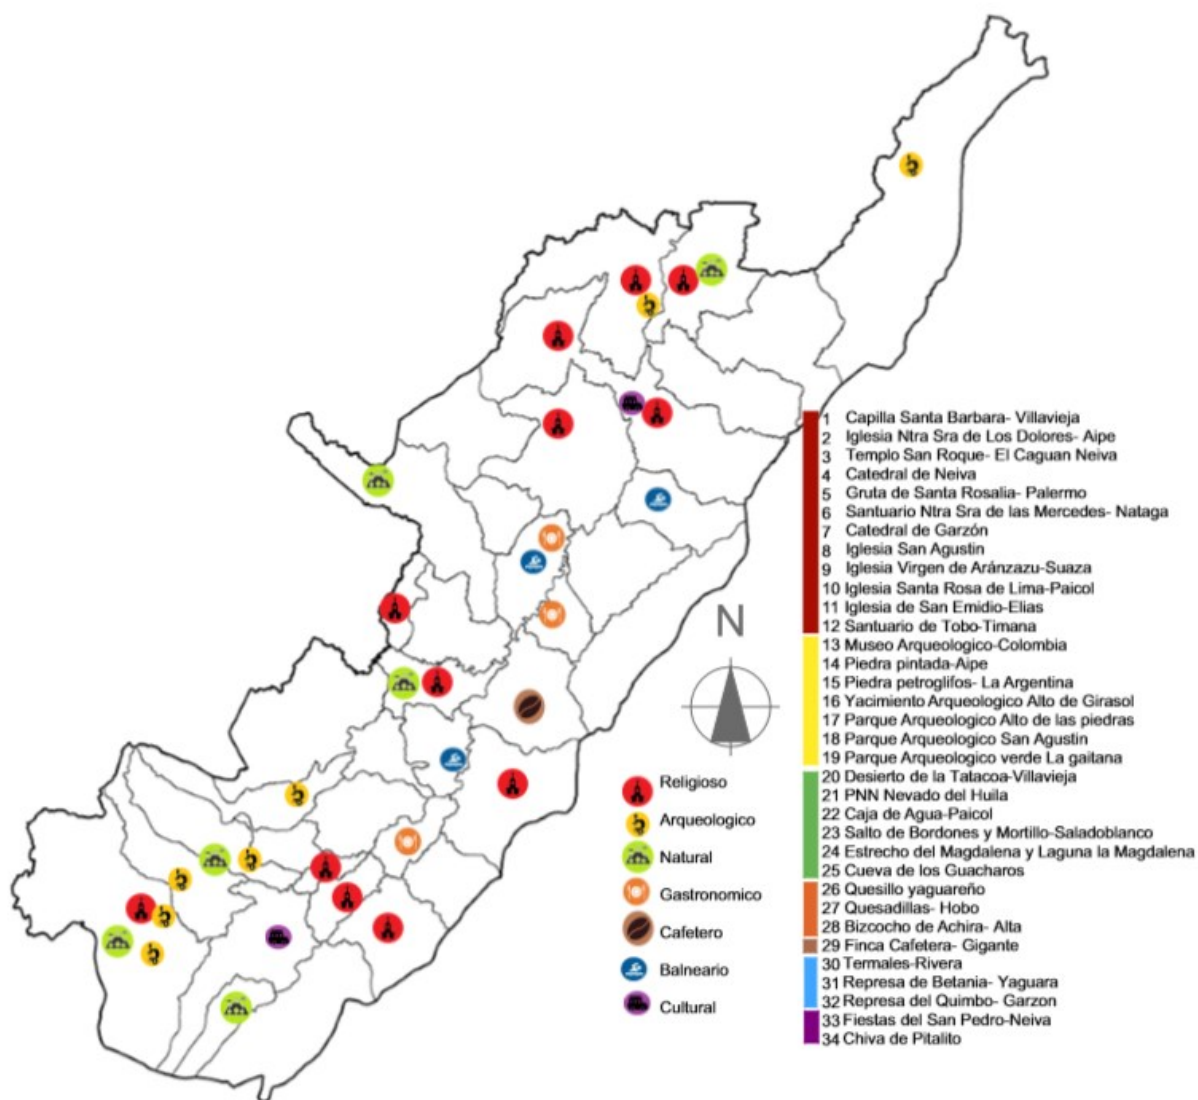 1 Capilla Santa Barbara- Villavieja
2 Iglesia Ntra Sra de Los Dolores- Aipe
3 Templo San Roque- El Caguan Neiva
4 Catedral de Neiva
5 Gruta de Santa Rosalia- Palermo
6 Santuario Ntra Sra de las Mercedes- Nataga
7 Catedral de Garzón
8 Iglesia San Agustin
9 Iglesia Virgen de Aránzazu-Suaza
10 Iglesia Santa Rosa de Lima-Paicol
11 Iglesia de San Emidio-Elias
12 Santuario de Tobo-Timana
13 Museo Arqueologico-Colombia
14 Piedra pintada-Aipe
15 Piedra petroglifos- La Argentina
16 Yacimiento Arqueologico Alto de Girasol
17 Parque Arqueologico Alto de las piedras
18 Parque Arqueologico San Agustin
19 Parque Arqueologico verde La gaitana
20 Desierto de la Tatacoa-Villavieja
21 PNN Nevado del Huila
22 Caja de Agua-Paicol
23 Salto de Bordones y Mortillo-Saladoblanco
24 Estrecho del Magdalena y Laguna la Magdalena
25 Cueva de los Guacharos
26 Quesillo yaguareño
27 Quesadillas- Hobo
28 Bizcocho de Achira- Alta
29 Finca Cafetera- Gigante
30 Termales-Rivera
31 Represa de Betania- Yaguara
32 Represa del Quimbo- Garzon
33 Fiestas del San Pedro-Neiva
34 Chiva de Pitalito
N
Religioso
Arqueologico
Natural
Gastronomico
Cafetero
Balneario
Cultural